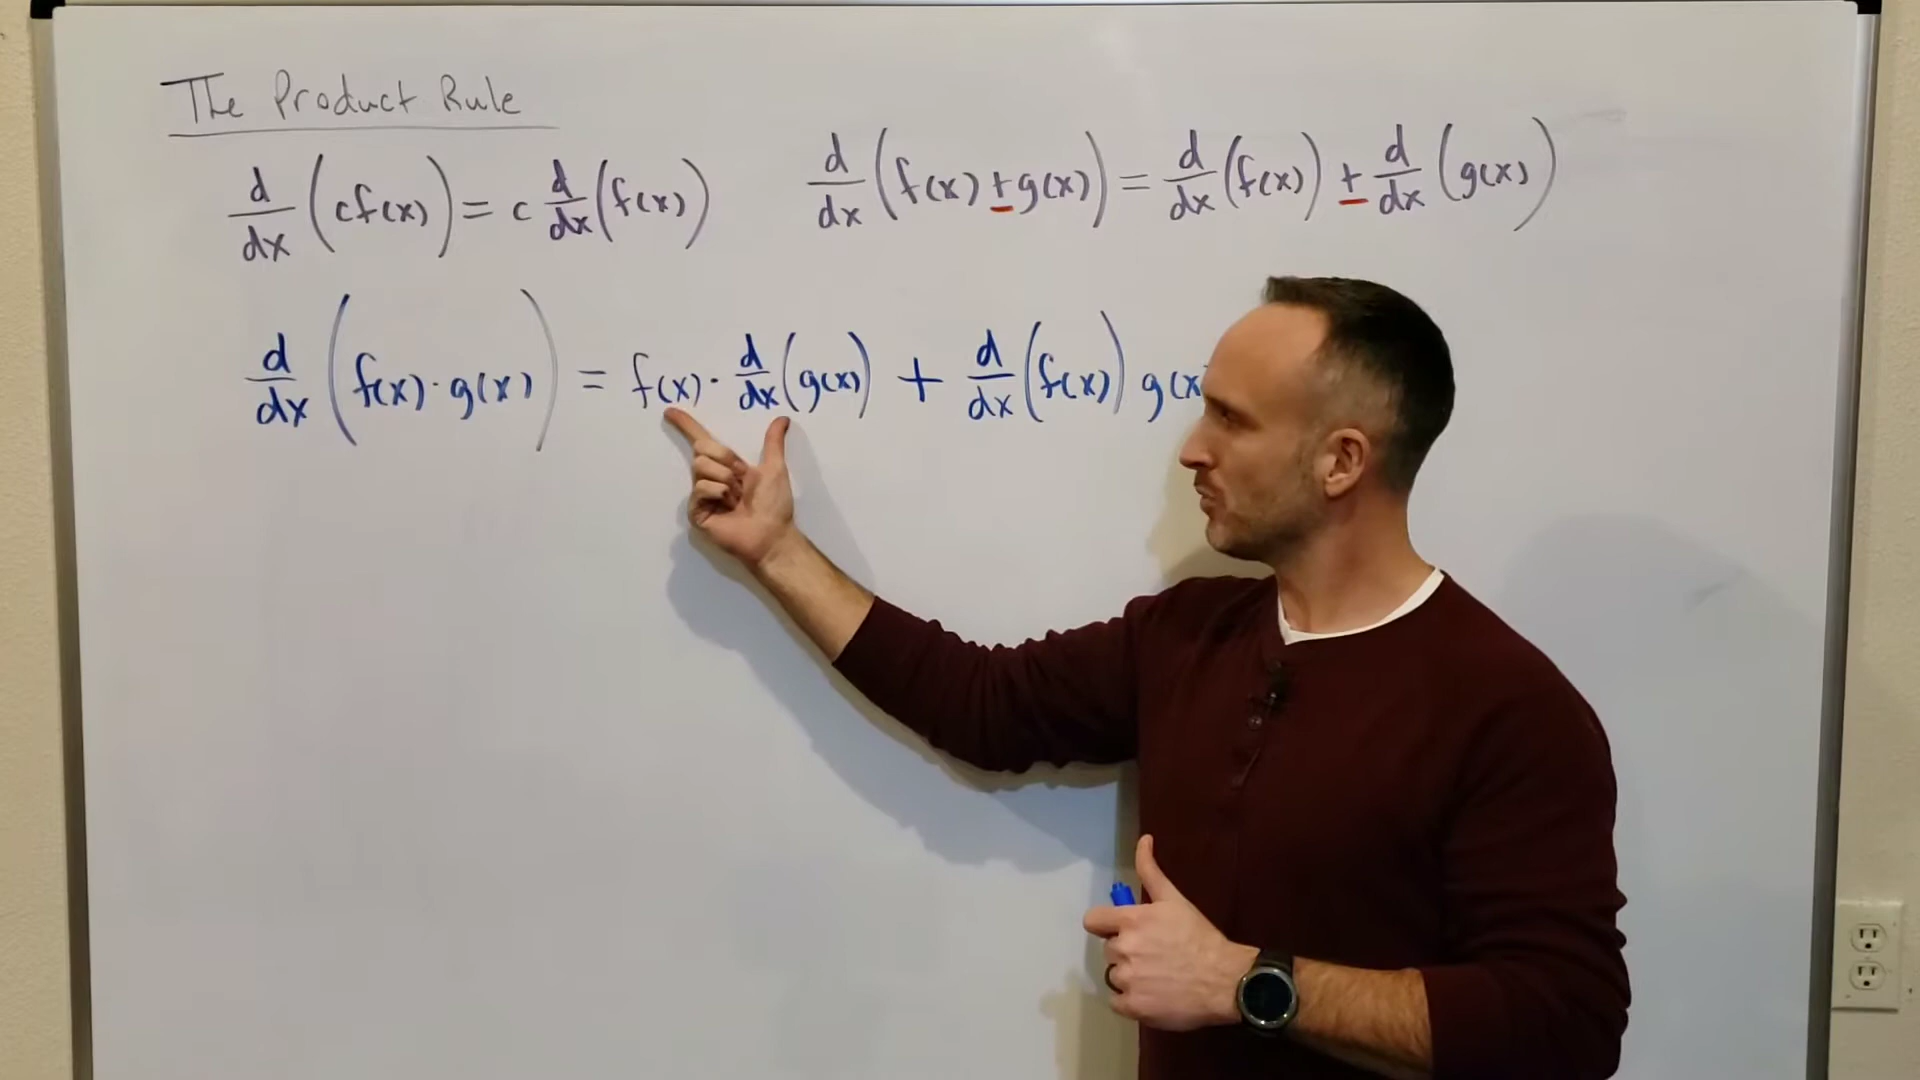 The Product Rule
d/dx (cf(x)) = c d/dx (f(x))
d/dx (f(x) ± g(x)) = d/dx (f(x)) ± d/dx (g(x))
d/dx (f(x) · g(x)) = f(x) · d/dx (g(x)) + d/dx (f(x)) g(x